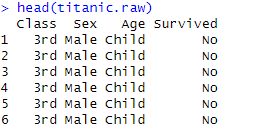 > head(titanic.raw)
Class Sex Age Survived
1 3rd Male Child No
2 3rd Male Child No
3 3rd Male Child No
4 3rd Male Child No
5 3rd Male Child No
6 3rd Male Child No